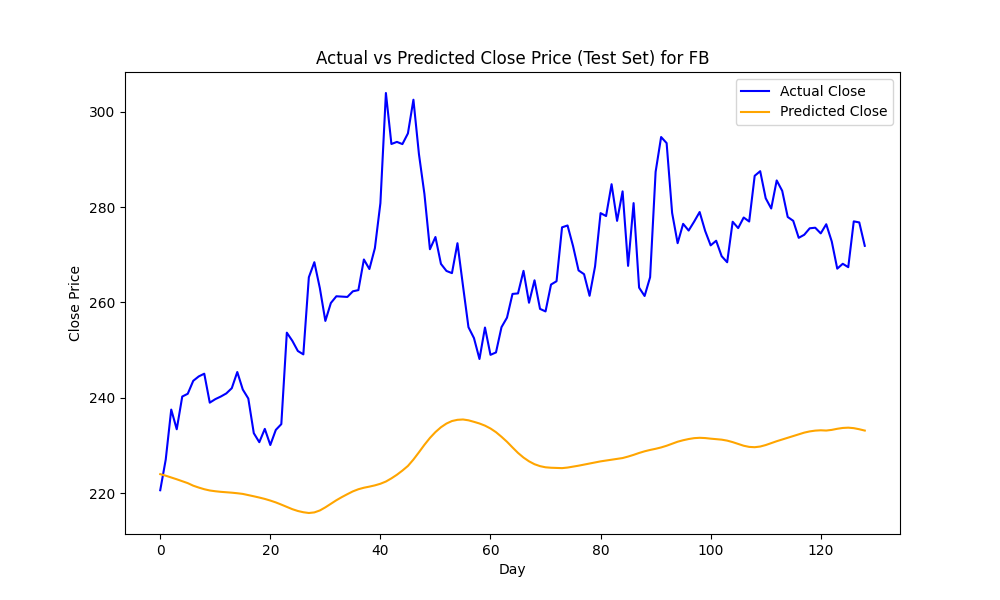 Actual vs Predicted Close Price (Test Set) for FB
Actual Close
Predicted Close
Close Price
300
280
260
240
220
0 20 40 60 80 100 120
Day